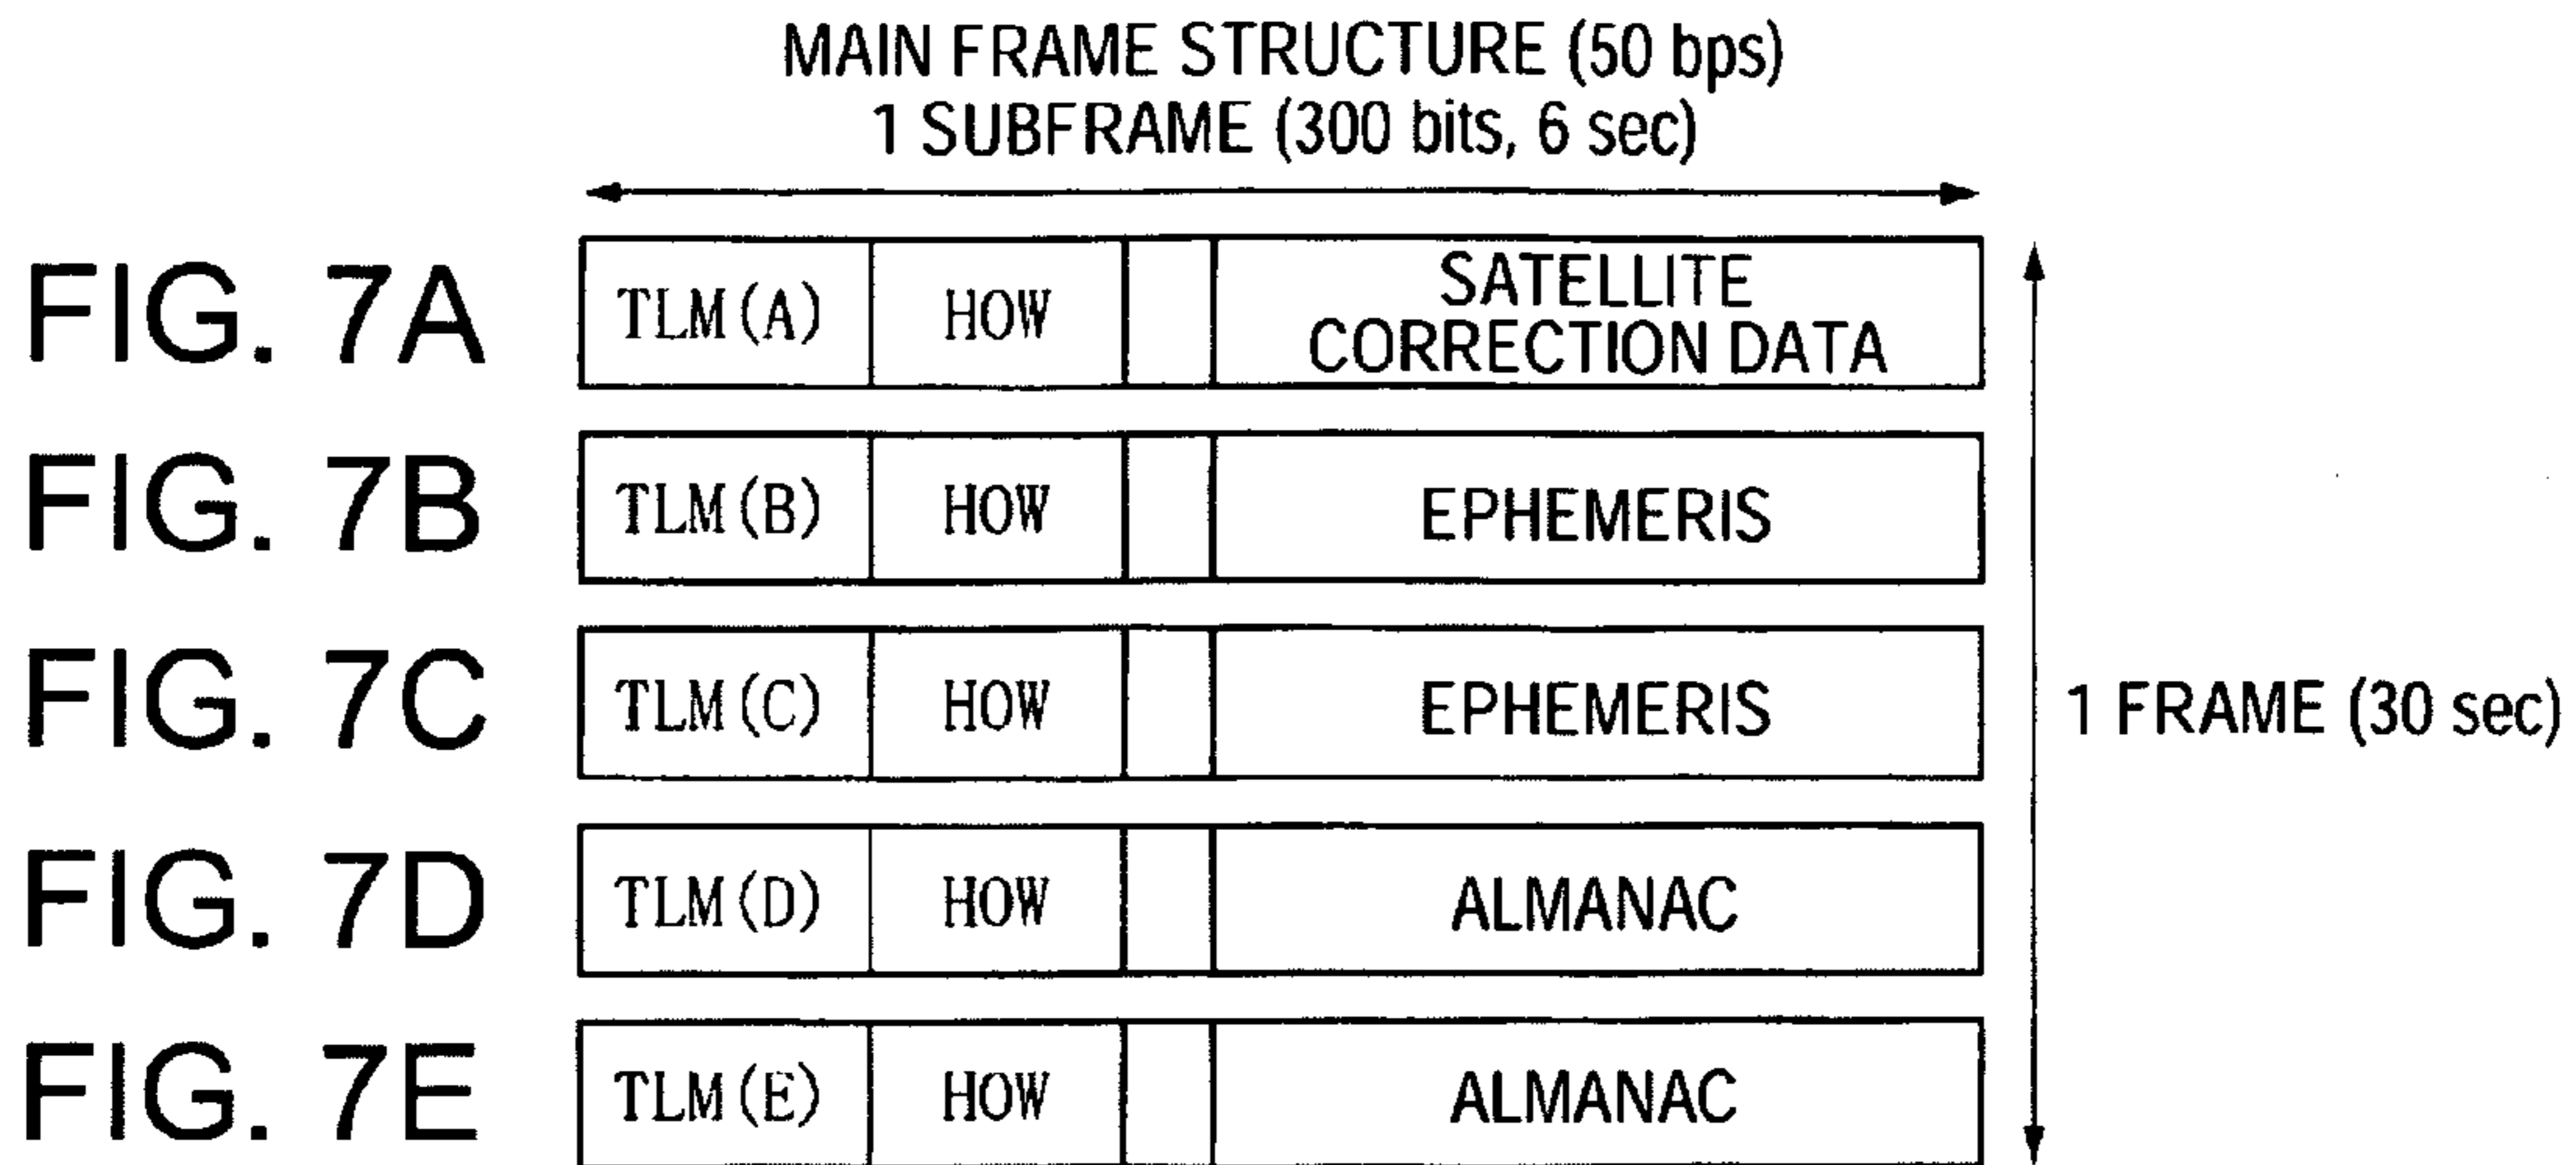 MAIN FRAME STRUCTURE (50 bps)
1 SUBFRAME (300 bits, 6 sec)
FIG. 7A TLM(A) HOW SATELLITE CORRECTION DATA
FIG. 7B TLM(B) HOW EPHEMERIS
FIG. 7C TLM(C) HOW EPHEMERIS
1 FRAME (30 sec)
FIG. 7D TLM(D) HOW ALMANAC
FIG. 7E TLM(E) HOW ALMANAC